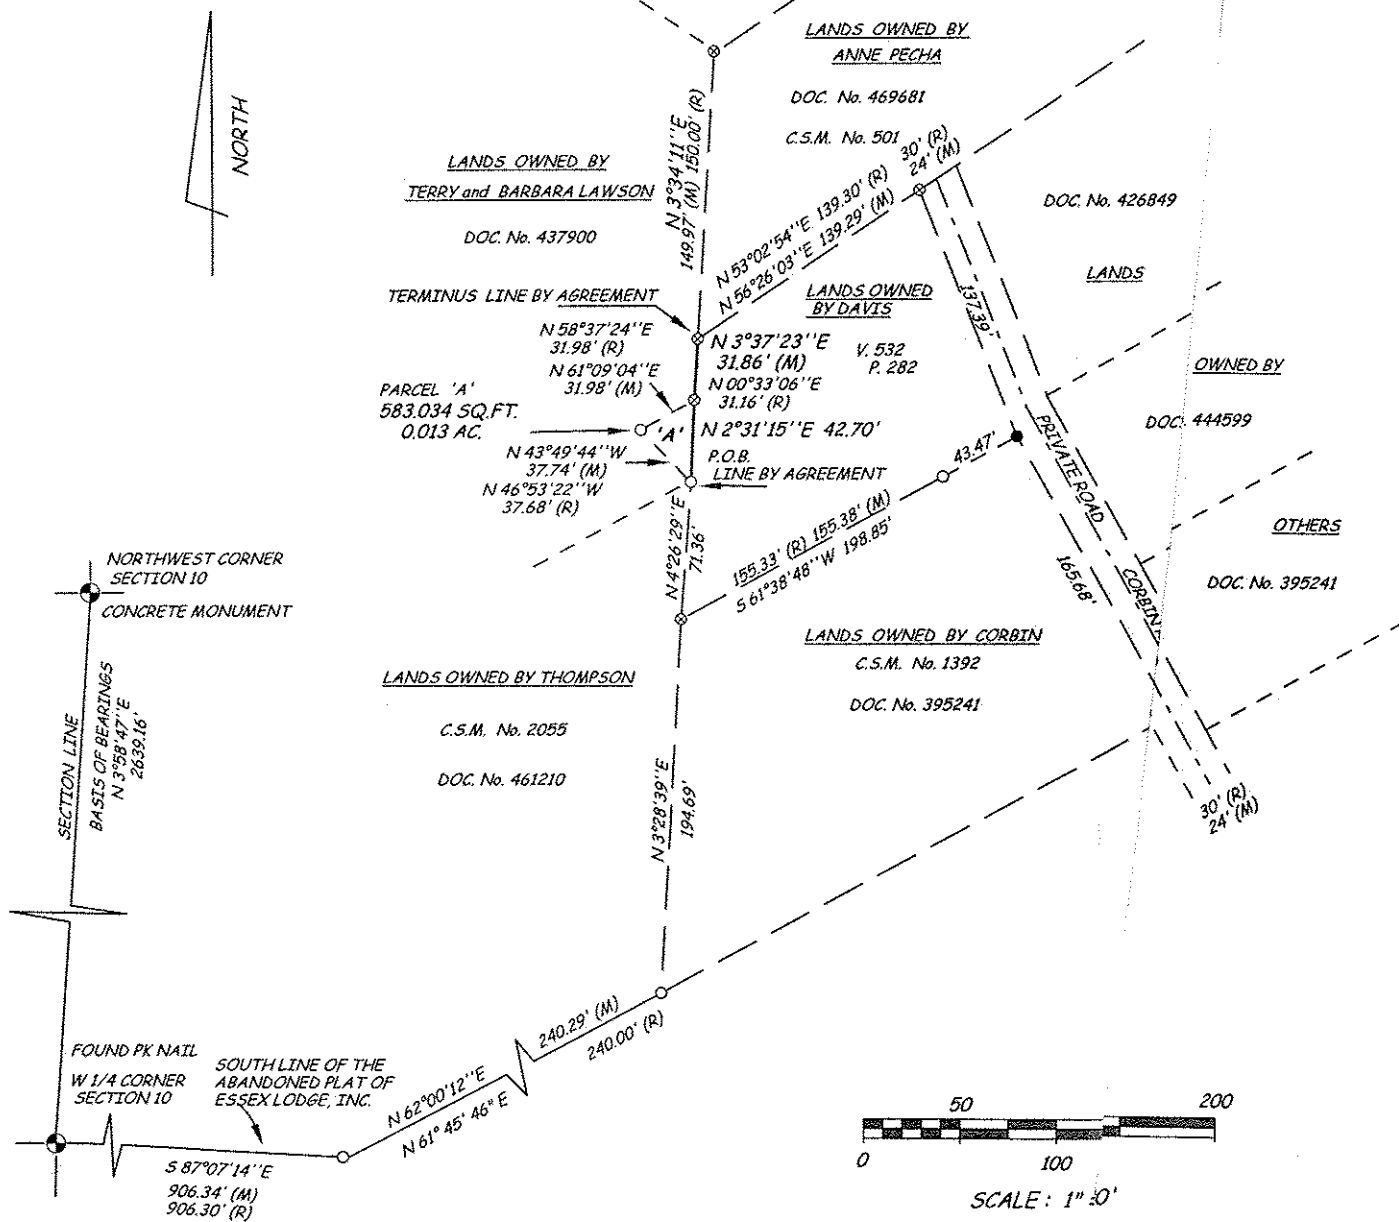 NORTH
LANDS OWNED BY
ANNE PECHA
DOC. No. 469681
C.S.M. No. 501
30' (R)
24' (M)
LANDS OWNED BY
TERRY and BARBARA LAWSON
DOC. No. 437900
N 3°34'11''E
149.97' (M) 150.00' (R)
N 53°02'54''E 139.30' (R)
N 56°26'03''E 139.29' (M)
DOC. No. 426849
LANDS
TERMINUS LINE BY AGREEMENT
LANDS OWNED
BY DAVIS
V. 532
P. 282
137.39'
N 58°37'24''E
31.98' (R)
N 61°09'04''E
31.98' (M)
N 3°37'23''E
31.86' (M)
N 00°33'06''E
31.16' (R)
OWNED BY
DOC. 444599
PARCEL 'A'
583.034 SQ.FT.
0.013 AC.
'A'
N 2°31'15''E 42.70'
P.O.B.
LINE BY AGREEMENT
N 43°49'44''W
37.74' (M)
N 46°53'22''W
37.68' (R)
43.47'
PRIVATE ROAD
CORBIN
165.68'
OTHERS
DOC. No. 395241
N 4°26'29''E
71.36'
155.33' (R) 155.38' (M)
S 61°38'48''W 198.85'
NORTHWEST CORNER
SECTION 10
CONCRETE MONUMENT
LANDS OWNED BY CORBIN
C.S.M. No. 1392
DOC. No. 395241
LANDS OWNED BY THOMPSON
C.S.M. No. 2055
DOC. No. 461210
SECTION LINE
BASIS OF BEARINGS
N 3°58'47''E
2639.16'
N 3°28'39''E
194.69'
30' (R)
24' (M)
FOUND PK NAIL
W 1/4 CORNER
SECTION 10
SOUTH LINE OF THE
ABANDONED PLAT OF
ESSEX LODGE, INC.
240.29' (M)
240.00' (R)
N 62°00'12''E
N 61° 45' 46" E
S 87°07'14''E
906.34' (M)
906.30' (R)
50 200
0 100
SCALE : 1" 0'